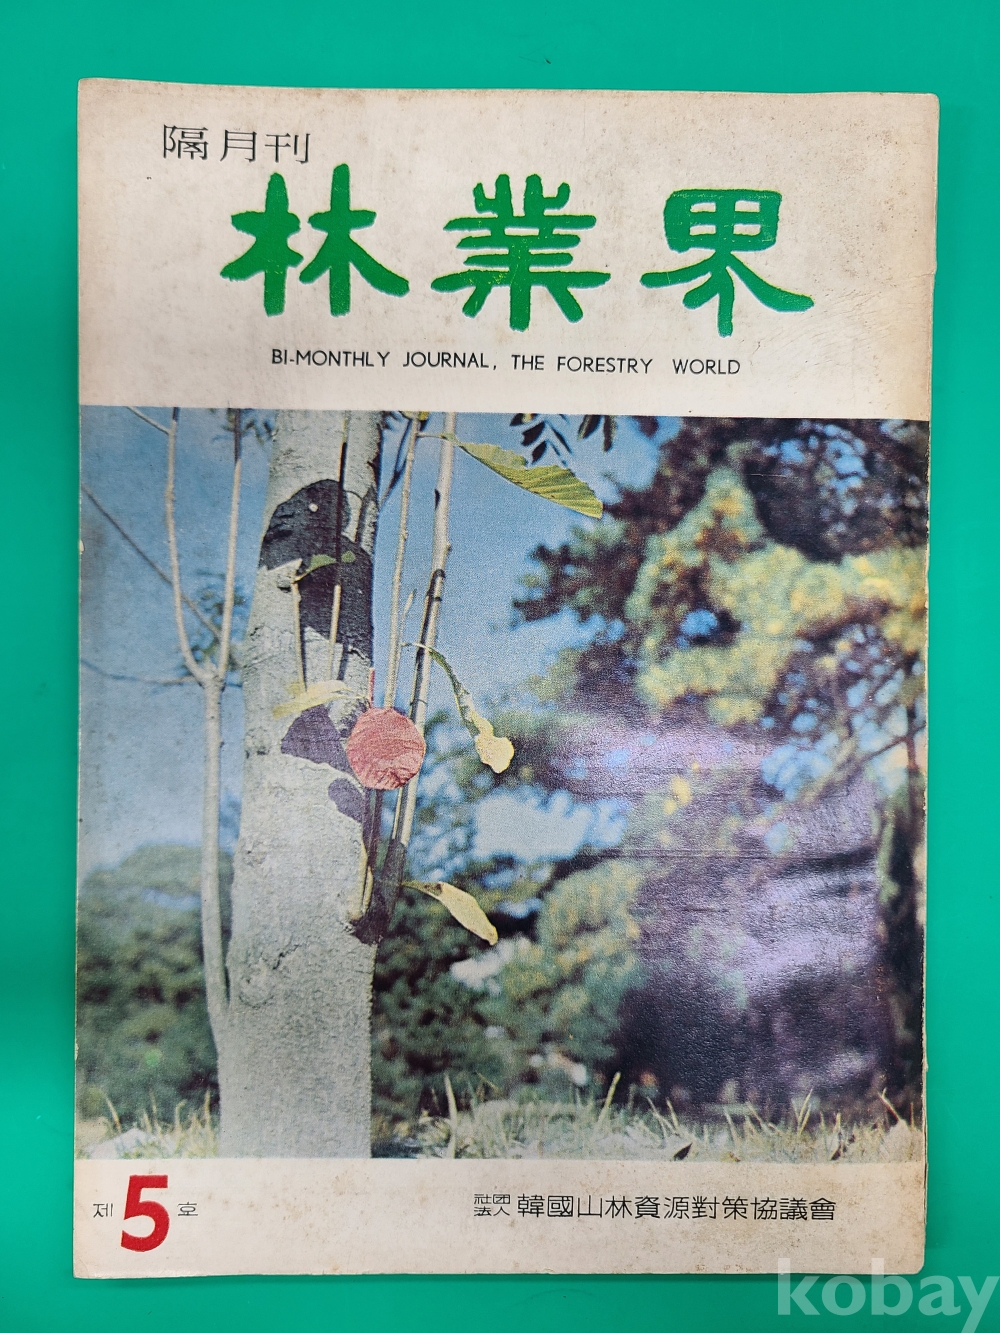 隔月刊
林業界
BI-MONTHLY JOURNAL, THE FORESTRY WORLD
제5호
社團法人 韓國山林資源對策協議會
kobay